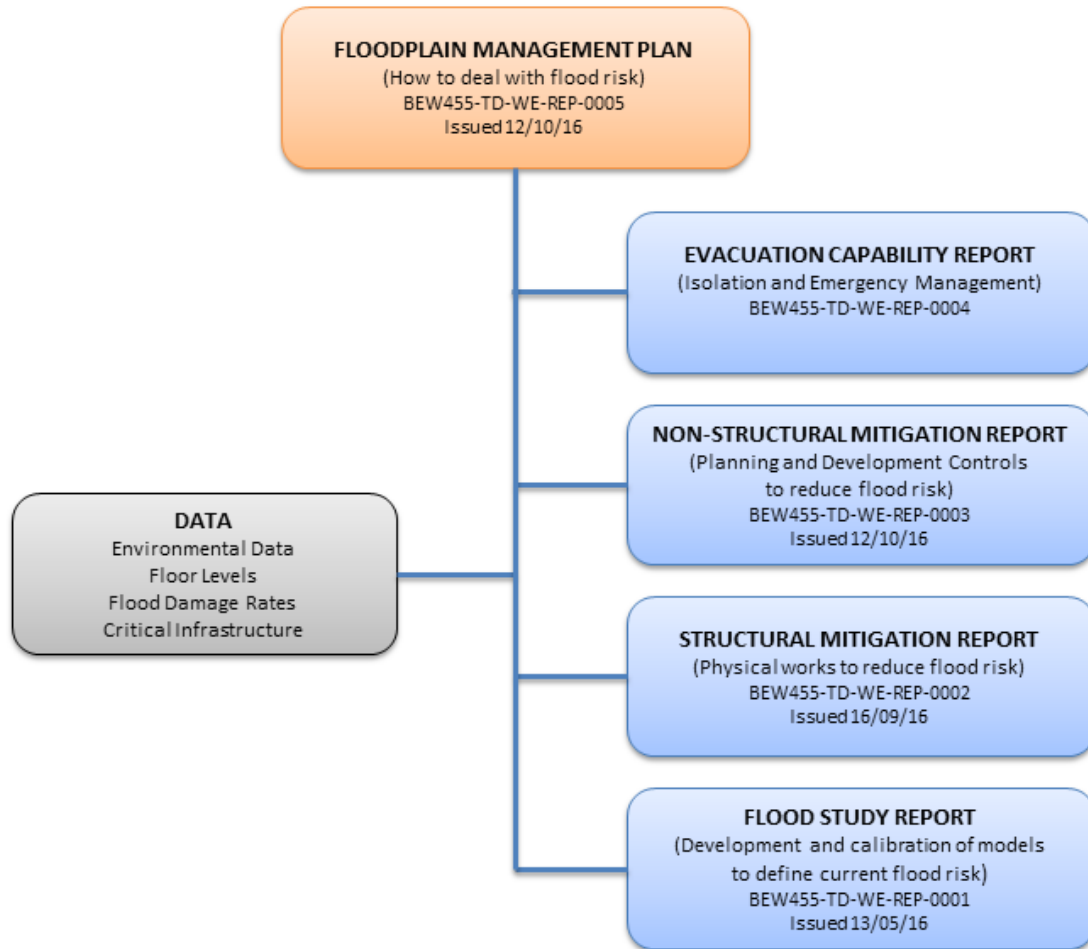 FLOODPLAIN MANAGEMENT PLAN
(How to deal with flood risk)
BEW455-TD-WE-REP-0005
Issued 12/10/16
EVACUATION CAPABILITY REPORT
(Isolation and Emergency Management)
BEW455-TD-WE-REP-0004
NON-STRUCTURAL MITIGATION REPORT
(Planning and Development Controls
to reduce flood risk)
BEW455-TD-WE-REP-0003
Issued 12/10/16
DATA
Environmental Data
Floor Levels
Flood Damage Rates
Critical Infrastructure
STRUCTURAL MITIGATION REPORT
(Physical works to reduce flood risk)
BEW455-TD-WE-REP-0002
Issued 16/09/16
FLOOD STUDY REPORT
(Development and calibration of models
to define current flood risk)
BEW455-TD-WE-REP-0001
Issued 13/05/16